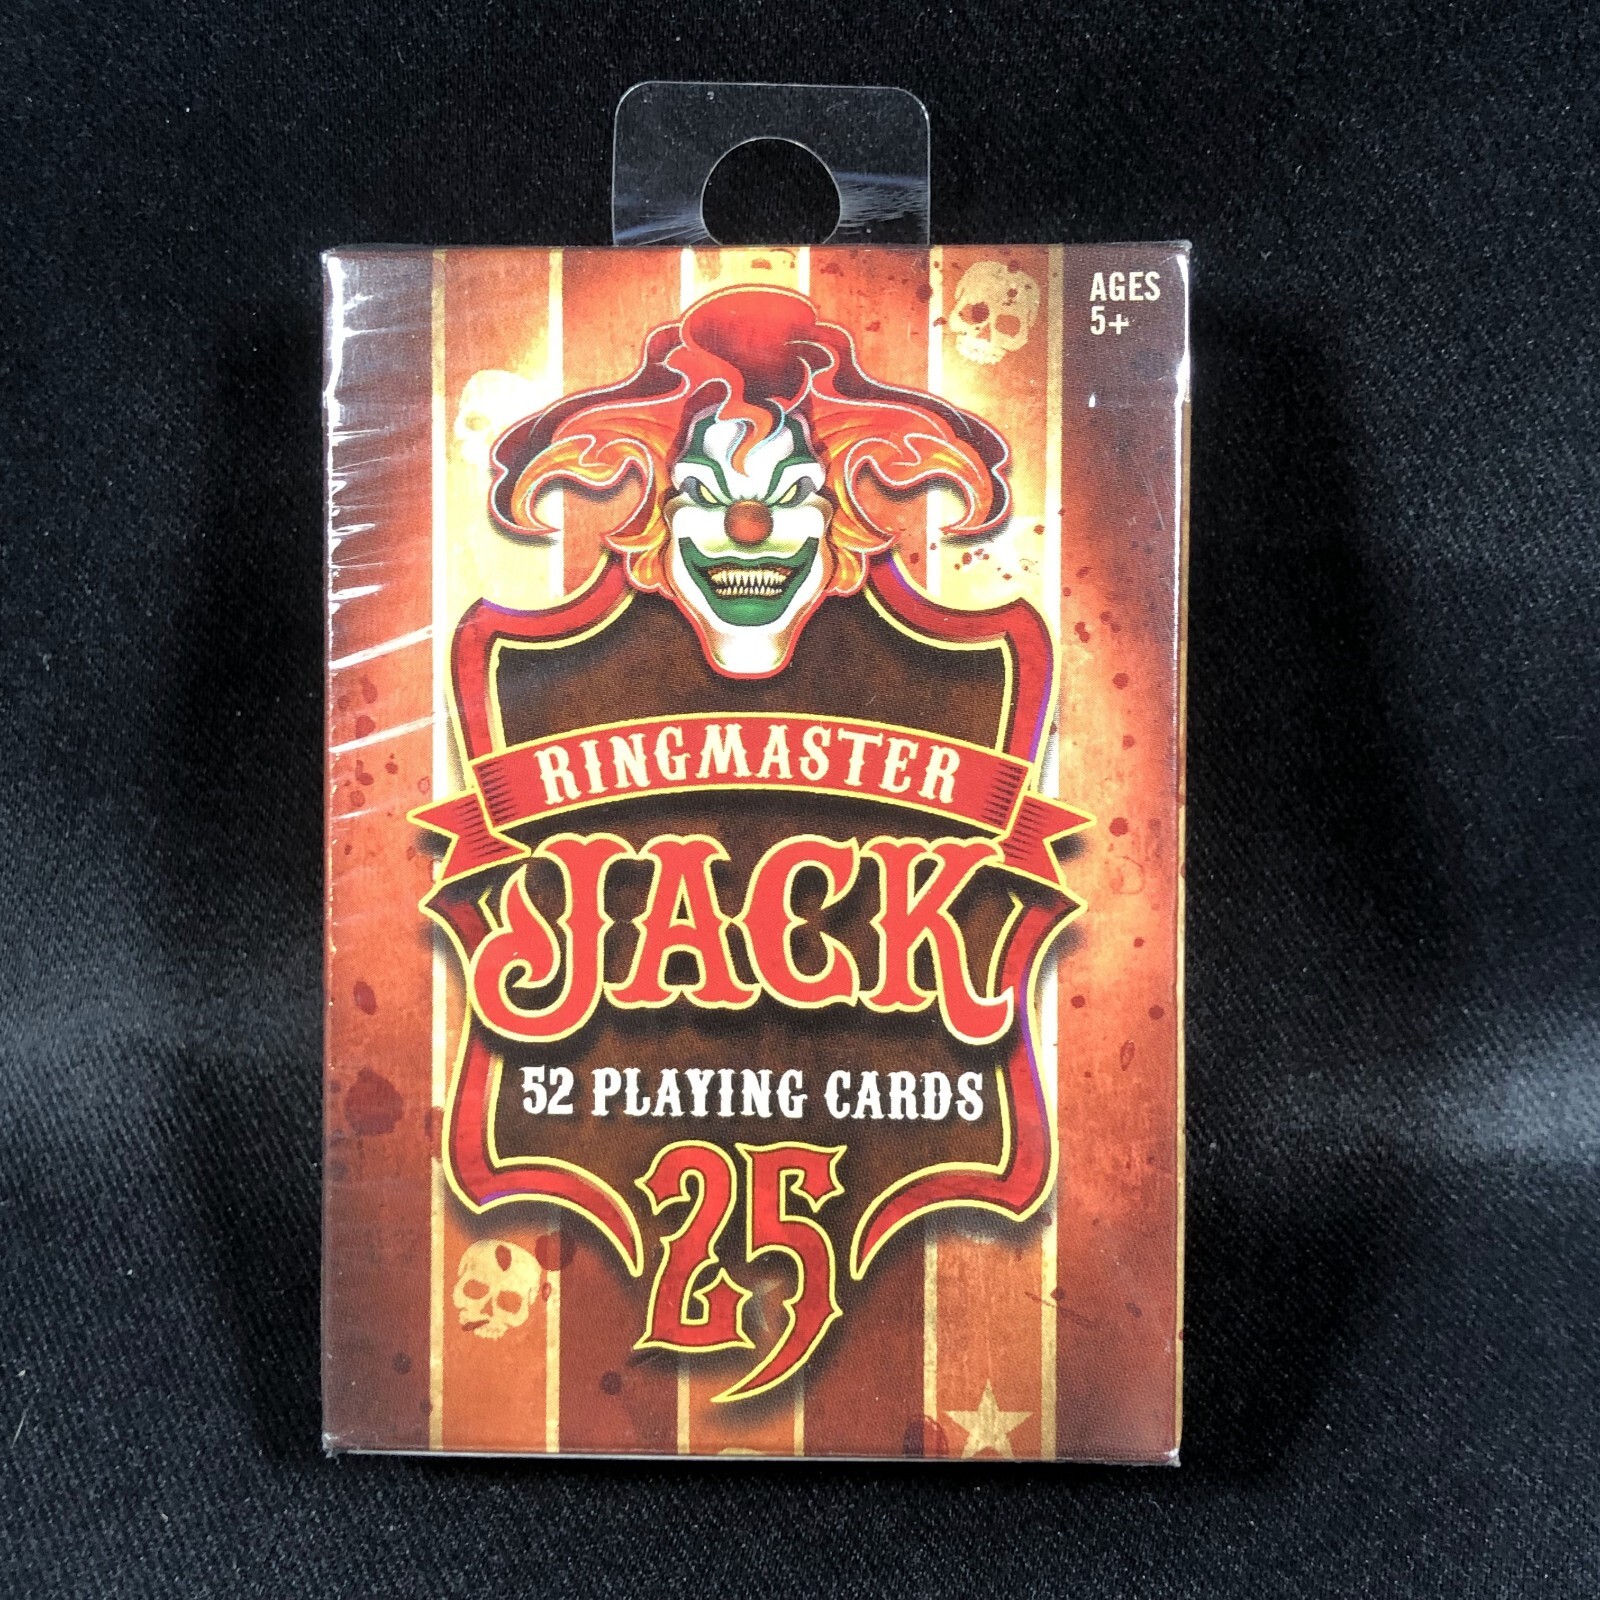 AGES
5+
RINGMASTER
JACK
52 PLAYING CARDS
25